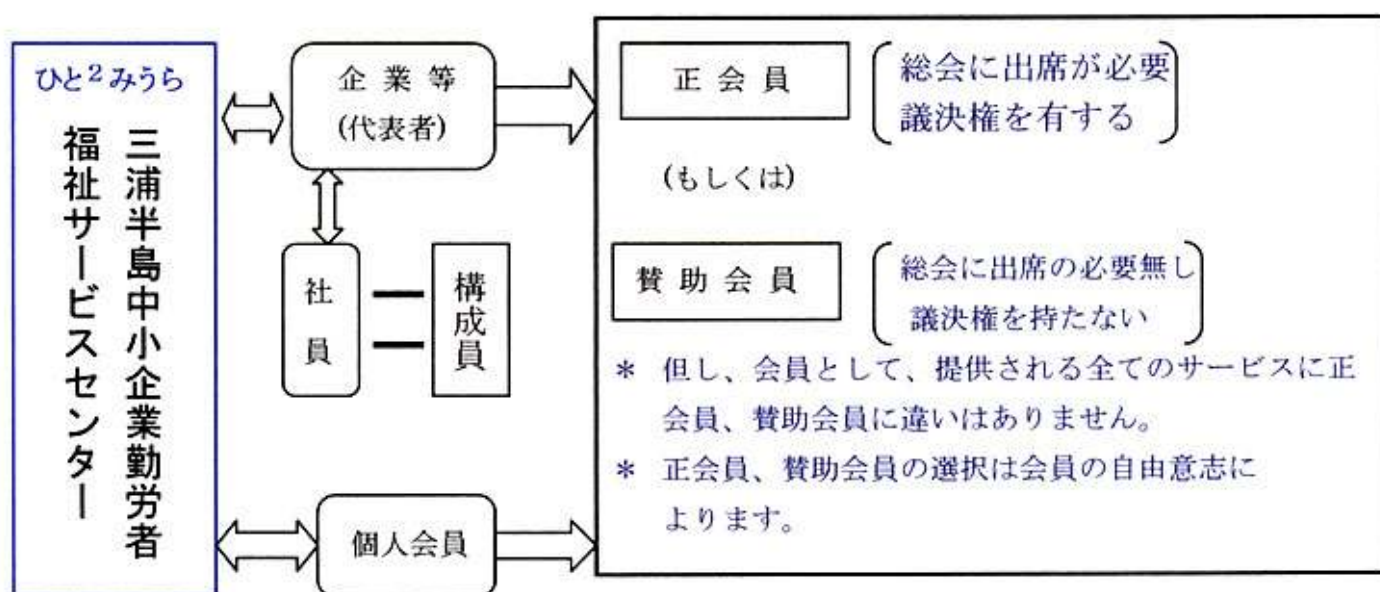 ひと2みうら
三浦半島中小企業勤労者
福祉サービスセンター
企業等
(代表者)
社員
構成員
個人会員
正会員
総会に出席が必要
議決権を有する
(もしくは)
賛助会員
総会に出席の必要無し
議決権を持たない
* 但し、会員として、提供される全てのサービスに正
会員、賛助会員に違いはありません。
* 正会員、賛助会員の選択は会員の自由意志に
よります。